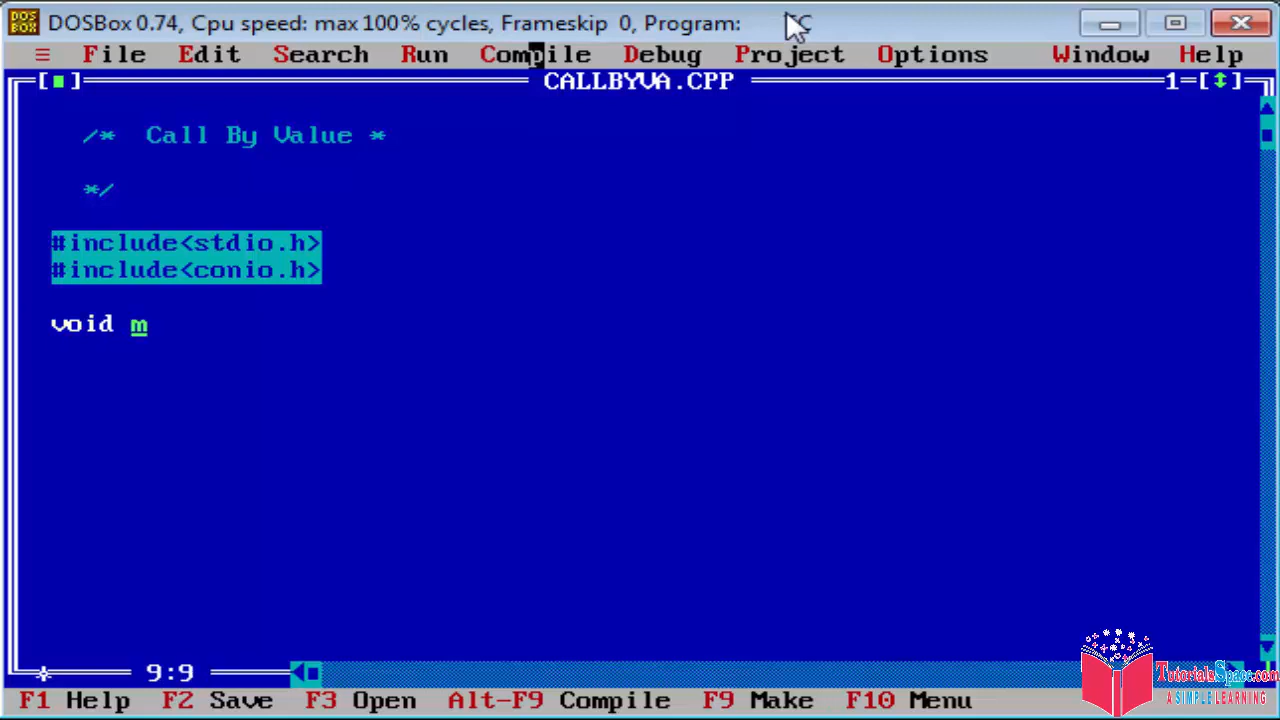 DOSBox 0.74, Cpu speed: max 100% cycles, Frameskip 0, Program:
≡ File Edit Search Run Compile Debug Project Options Window Help
[■] CALLBYVA.CPP 1=[↕]
/* Call By Value *
*/
#include<stdio.h>
#include<conio.h>
void m
9:9
F1 Help F2 Save F3 Open Alt-F9 Compile F9 Make F10 Menu
TutorialsSpace.com
A SIMPLE LEARNING